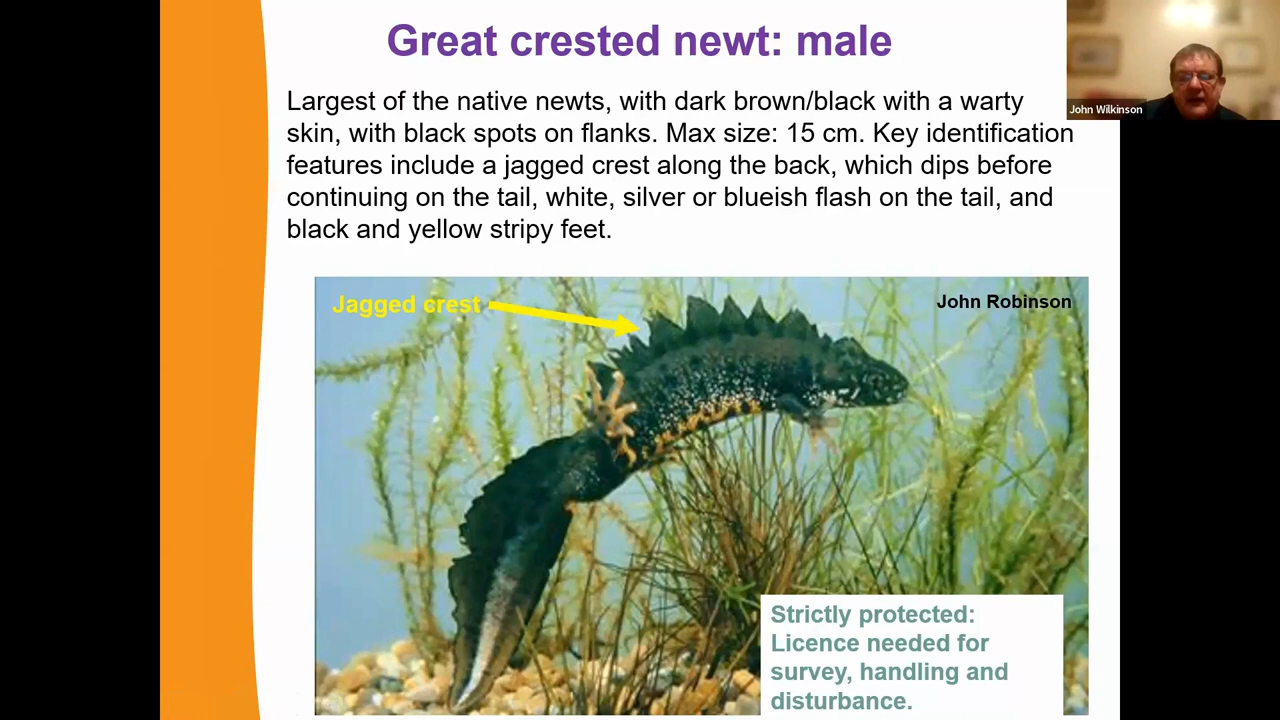 Great crested newt: male
John Wilkinson
Largest of the native newts, with dark brown/black with a warty
skin, with black spots on flanks. Max size: 15 cm. Key identification
features include a jagged crest along the back, which dips before
continuing on the tail, white, silver or blueish flash on the tail, and
black and yellow stripy feet.
Jagged crest
John Robinson
Strictly protected:
Licence needed for
survey, handling and
disturbance.